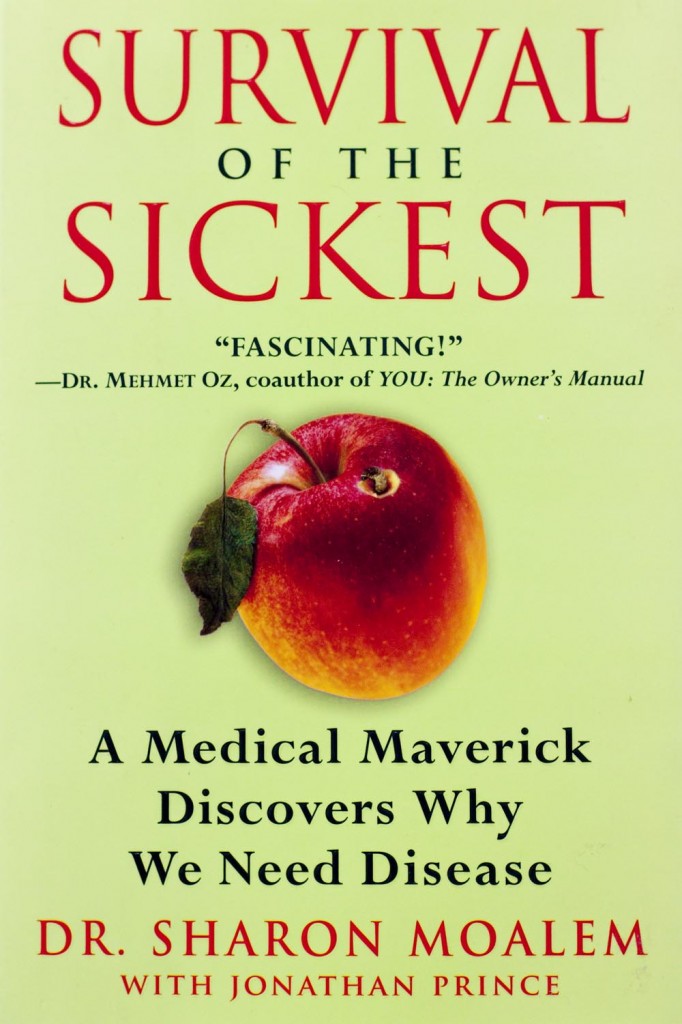 SURVIVAL
OF THE
SICKEST
“FASCINATING!”
—DR. MEHMET OZ, coauthor of YOU: The Owner’s Manual
A Medical Maverick
Discovers Why
We Need Disease
DR. SHARON MOALEM
WITH JONATHAN PRINCE